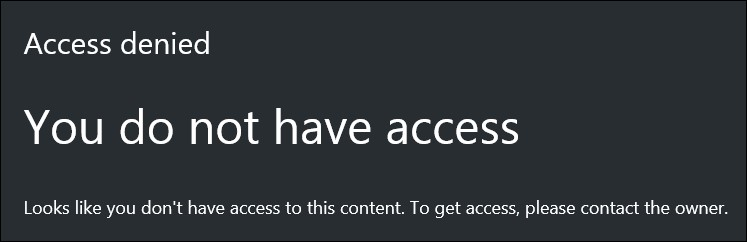 Access denied
You do not have access
Looks like you don't have access to this content. To get access, please contact the owner.